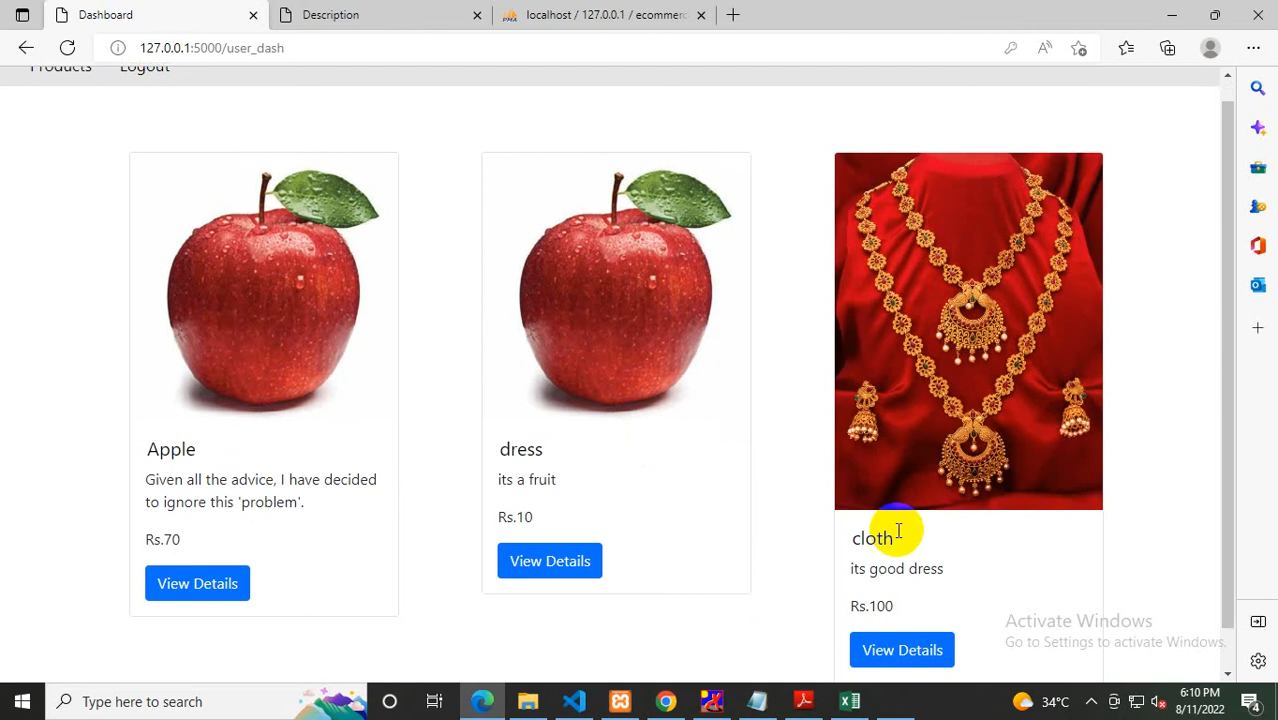 Dashboard
Description
localhost / 127.0.0.1 / ecommerc
127.0.0.1:5000/user_dash
Products Logout
Apple
Given all the advice, I have decided
to ignore this 'problem'.
Rs.70
View Details
dress
its a fruit
Rs.10
View Details
cloth
its good dress
Rs.100
View Details
Activate Windows
Go to Settings to activate Windows.
Type here to search
34°C
6:10 PM
8/11/2022
4